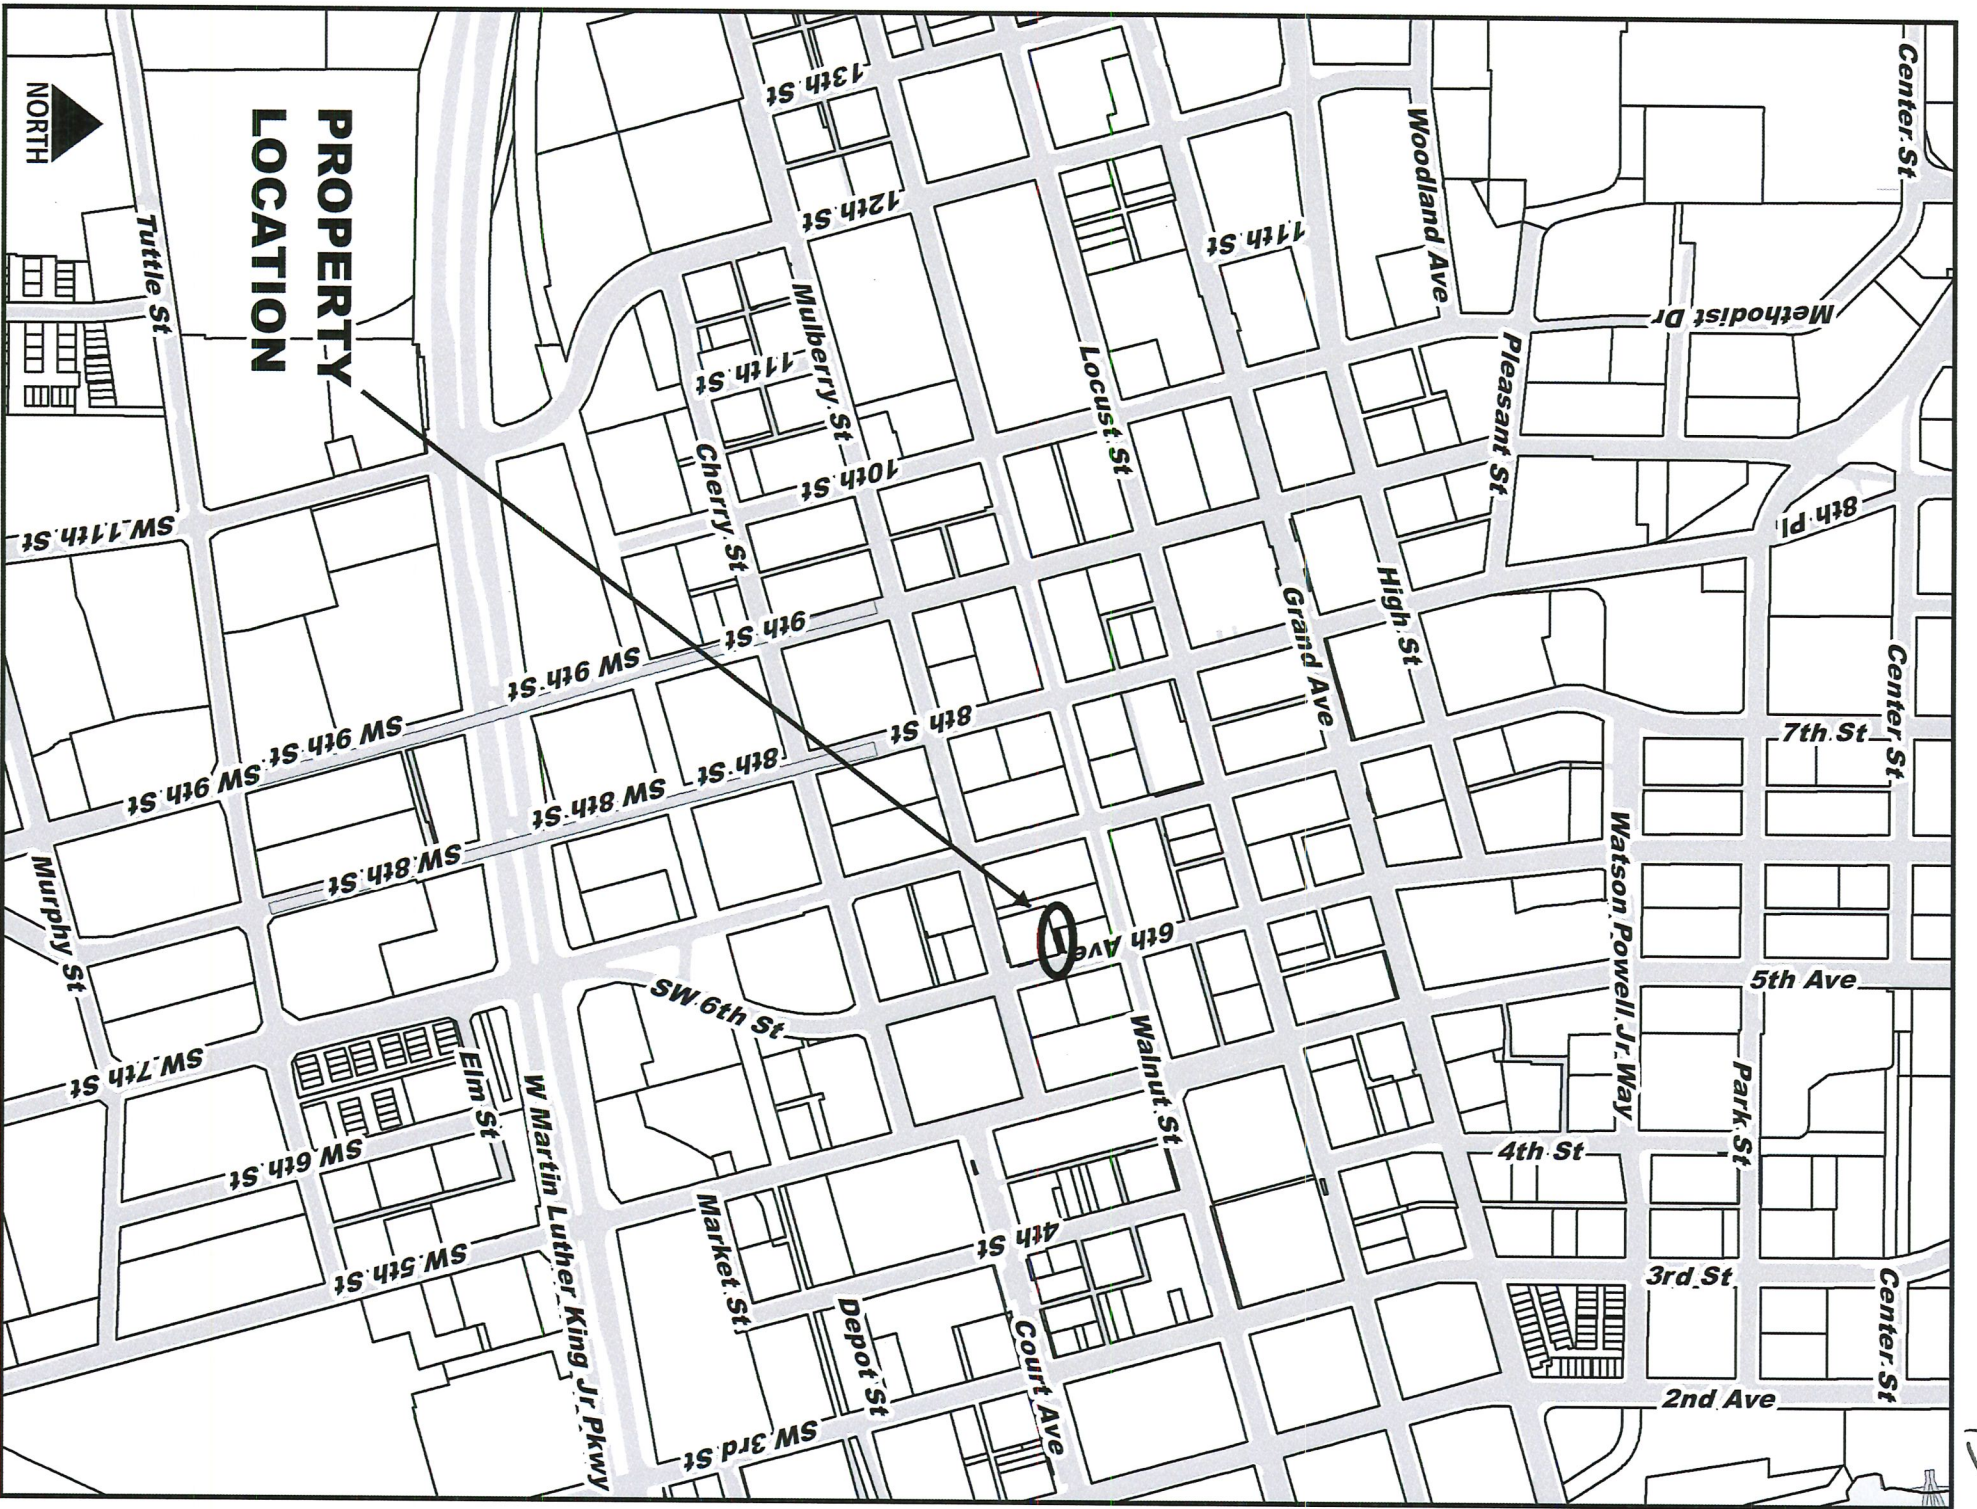 PROPERTY
LOCATION
NORTH
Center St
13th St
Woodland Ave
12th St
11th St
Tuttle St
Mulberry St
Methodist Dr
Locust St
Pleasant St
11th St
Cherry St
10th St
8th Pl
SW 11th St
Grand Ave
High St
9th St
SW 9th St
Center St
SW 9th St
8th St
7th St
SW 9th St
8th St
SW 8th St
Watson Powell Jr Way
SW 8th St
Murphy St
6th Ave
5th Ave
SW 6th St
Walnut St
SW 7th St
Elm St
Park St
W Martin Luther King Jr Pkwy
SW 6th St
4th St
Market St
4th St
SW 5th St
3rd St
Center St
Depot St
Court Ave
2nd Ave
SW 3rd St